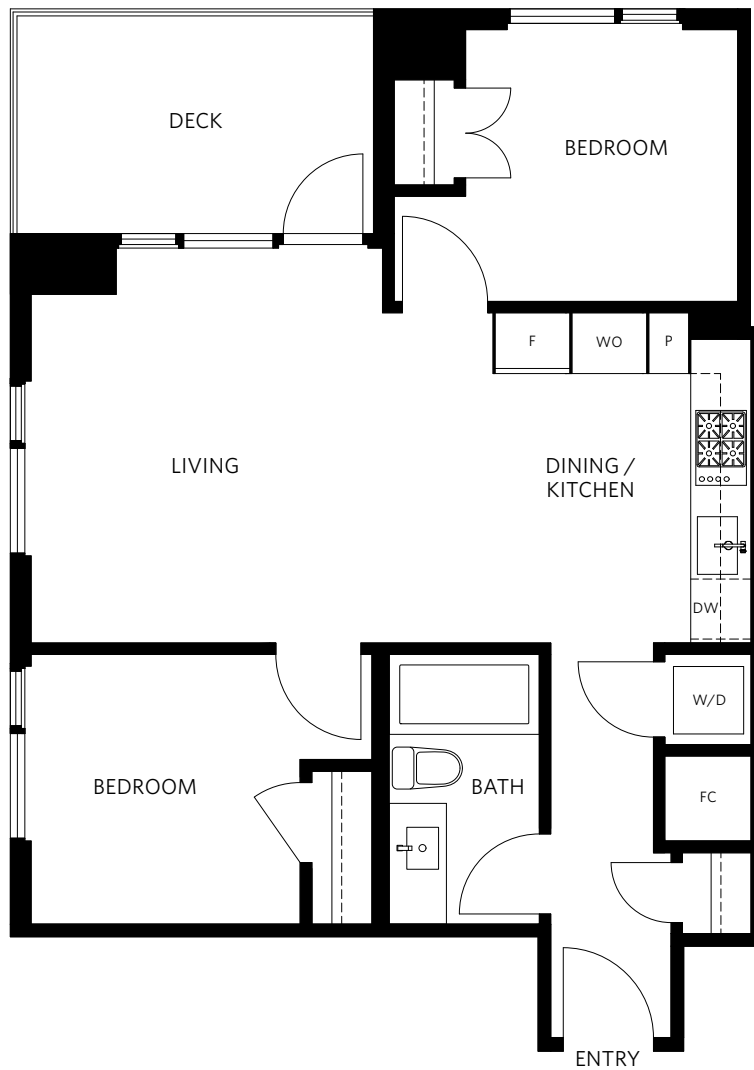 DECK
BEDROOM
F
WO
P
LIVING
DINING /
KITCHEN
DW
W/D
BEDROOM
BATH
FC
ENTRY